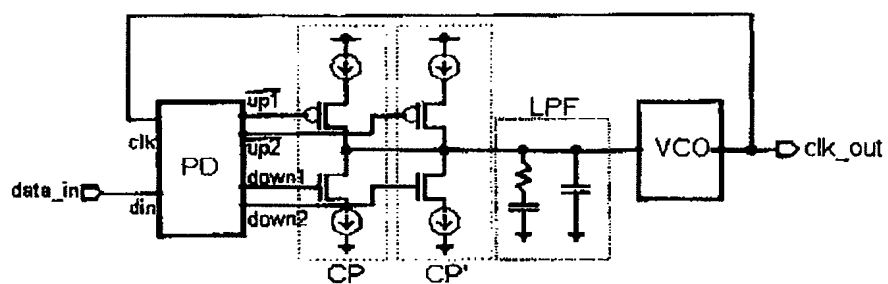 LPF
up1
clk
up2
PD
VCO
clk_out
down1
data_in
din
down2
CP
CP'